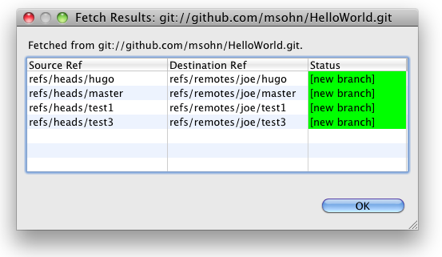 Fetch Results: git://github.com/msohn/HelloWorld.git
Fetched from git://github.com/msohn/HelloWorld.git.
Source Ref Destination Ref Status
refs/heads/hugo refs/remotes/joe/hugo [new branch]
refs/heads/master refs/remotes/joe/master [new branch]
refs/heads/test1 refs/remotes/joe/test1 [new branch]
refs/heads/test3 refs/remotes/joe/test3 [new branch]
OK